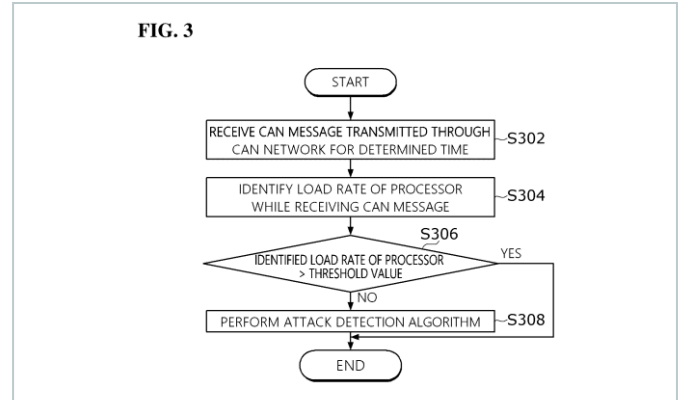 FIG. 3
START
RECEIVE CAN MESSAGE TRANSMITTED THROUGH
CAN NETWORK FOR DETERMINED TIME
S302
IDENTIFY LOAD RATE OF PROCESSOR
WHILE RECEIVING CAN MESSAGE
S304
S306
IDENTIFIED LOAD RATE OF PROCESSOR
> THRESHOLD VALUE
YES
NO
PERFORM ATTACK DETECTION ALGORITHM
S308
END